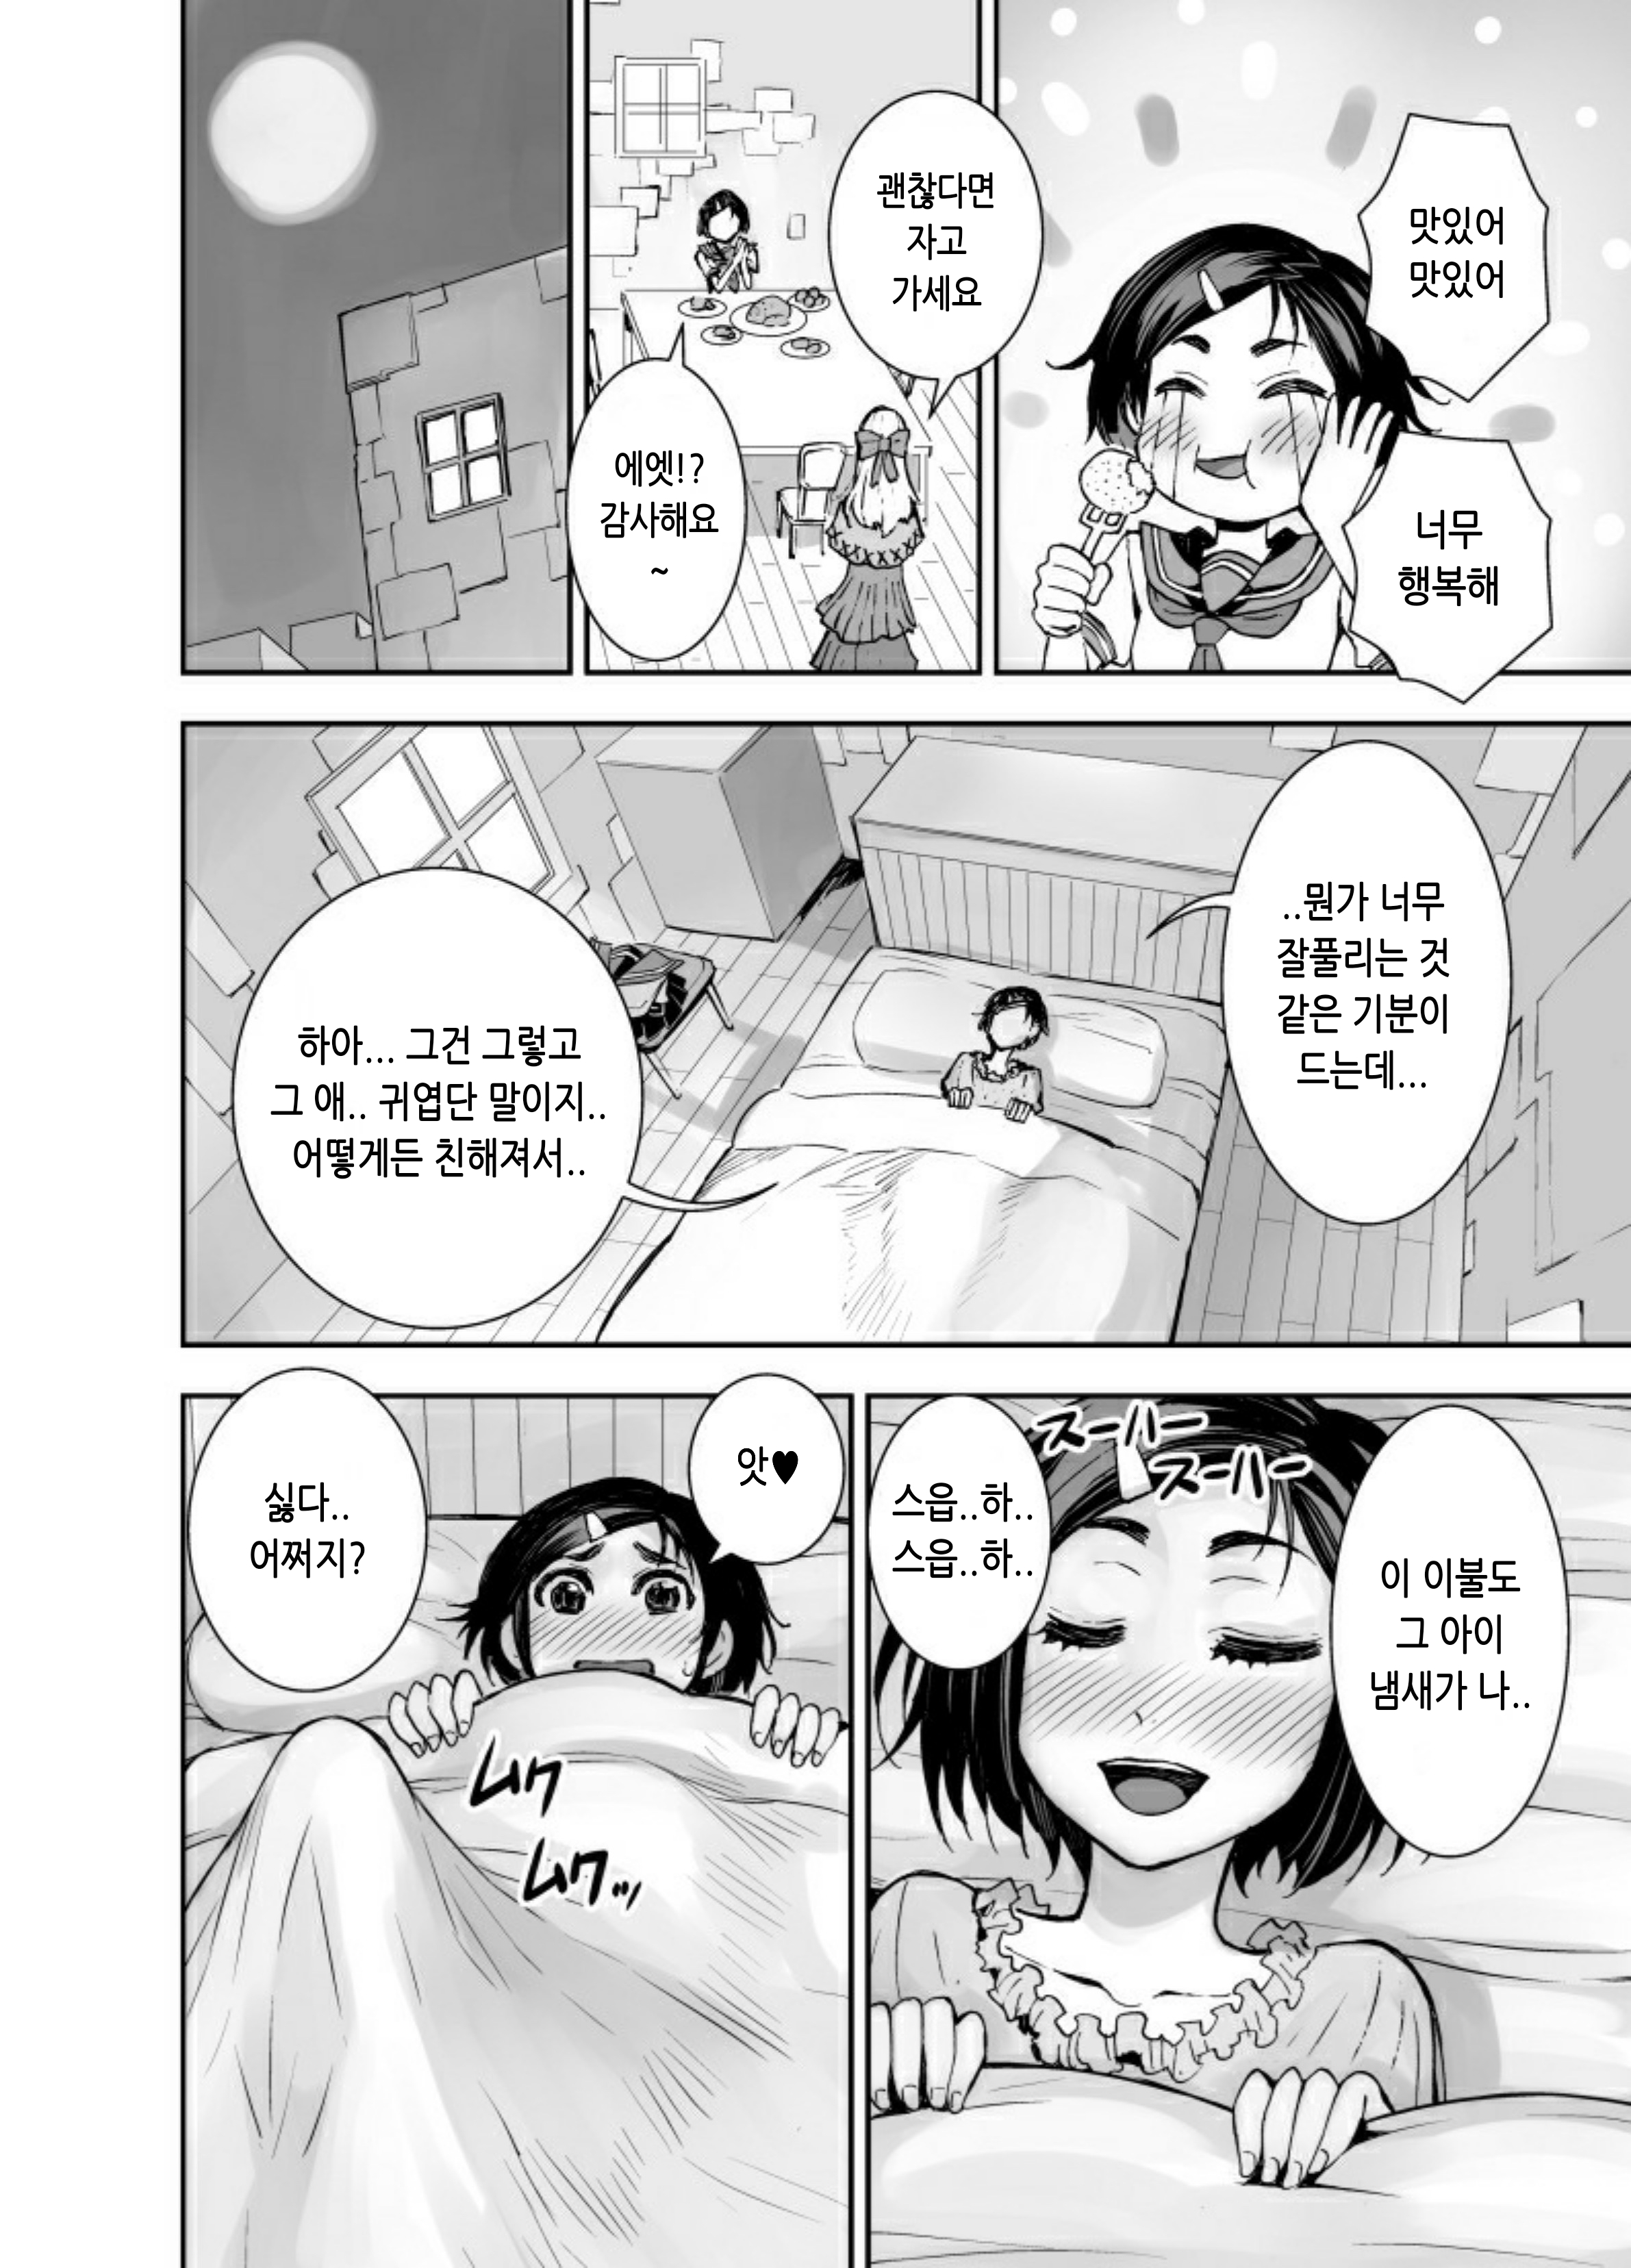 맛있어
맛있어
너무
행복해
괜찮다면
자고
가세요
에엣!?
감사해요
~
..뭔가 너무
잘풀리는 것
같은 기분이
드는데...
하아... 그건 그렇고
그 애.. 귀엽단 말이지..
어떻게든 친해져서..
이 이불도
그 아이
냄새가 나..
スーハー
スーハー
스읍..하..
스읍..하..
앗♥
싫다..
어쩌지?
ムク
ムクッ